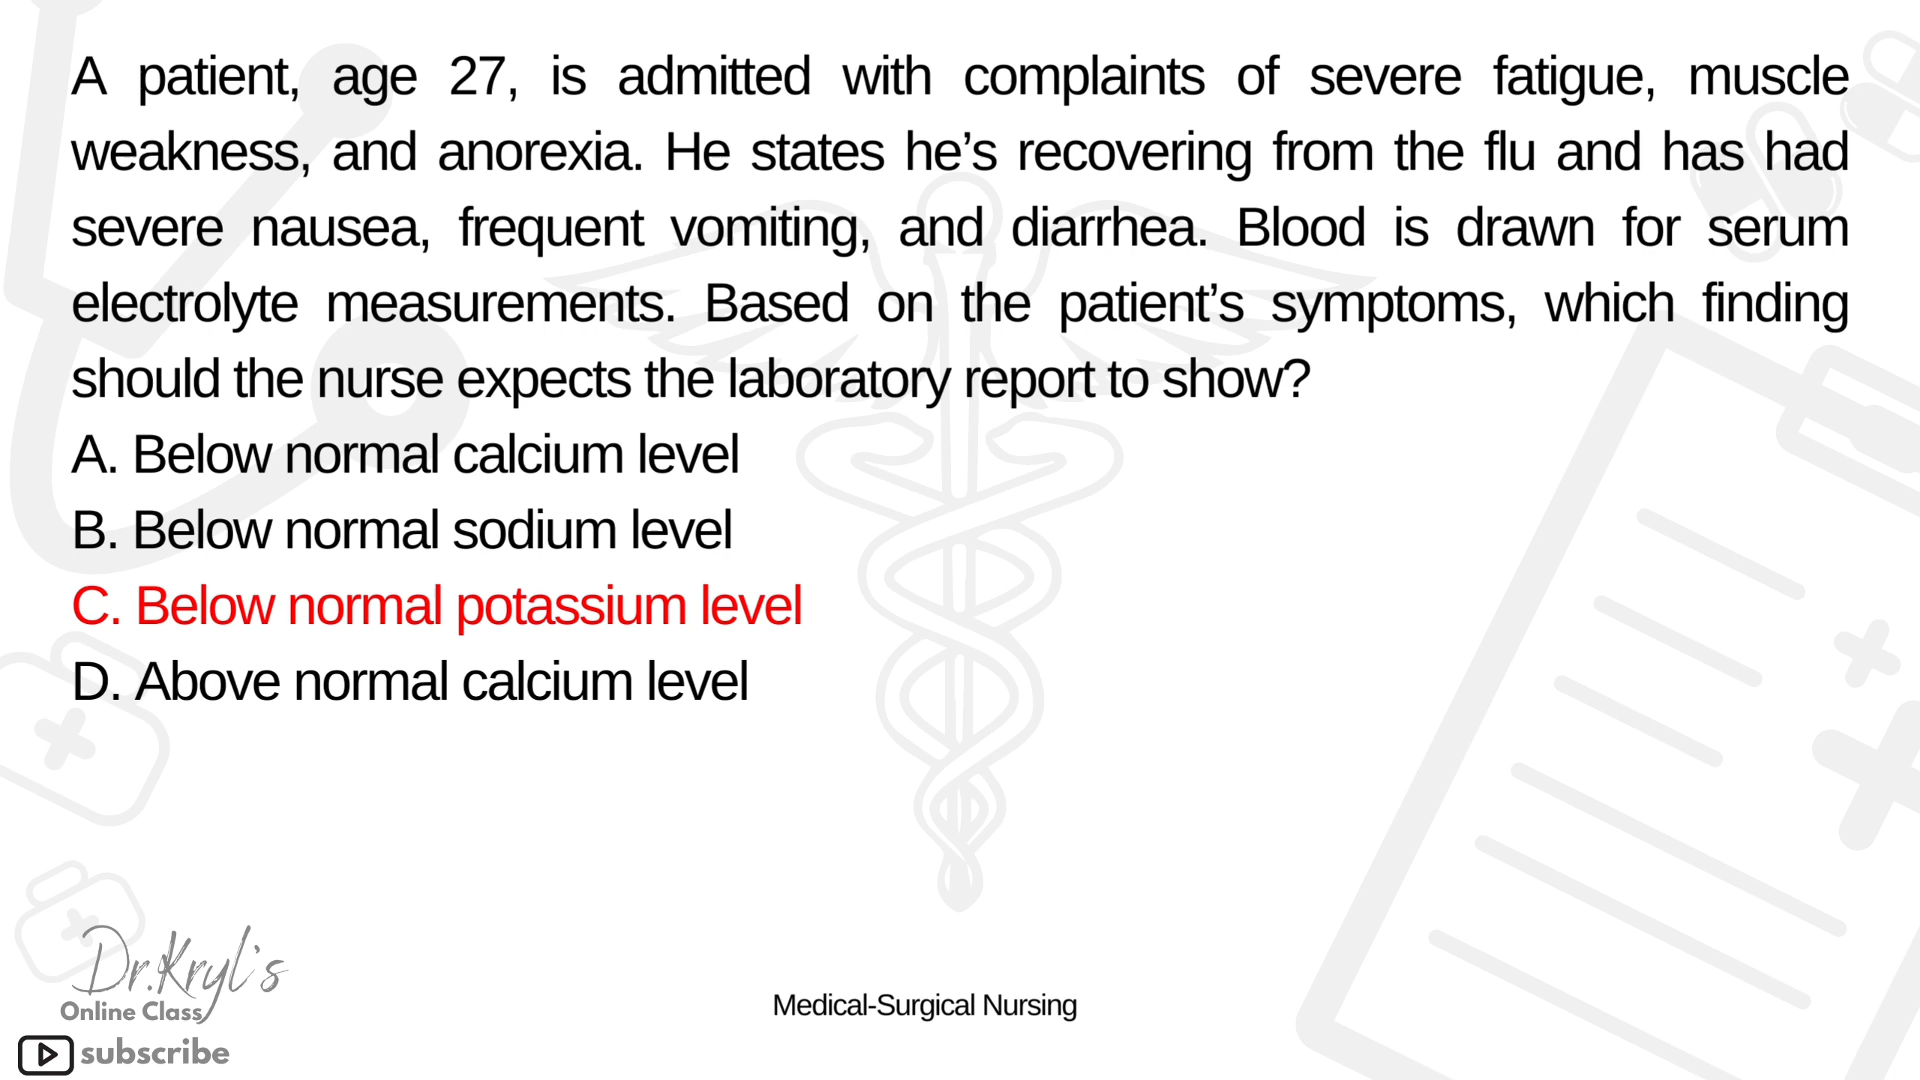 A patient, age 27, is admitted with complaints of severe fatigue, muscle
weakness, and anorexia. He states he’s recovering from the flu and has had
severe nausea, frequent vomiting, and diarrhea. Blood is drawn for serum
electrolyte measurements. Based on the patient’s symptoms, which finding
should the nurse expects the laboratory report to show?
A. Below normal calcium level
B. Below normal sodium level
C. Below normal potassium level
D. Above normal calcium level
Dr.Kryl's
Online Class
subscribe
Medical-Surgical Nursing